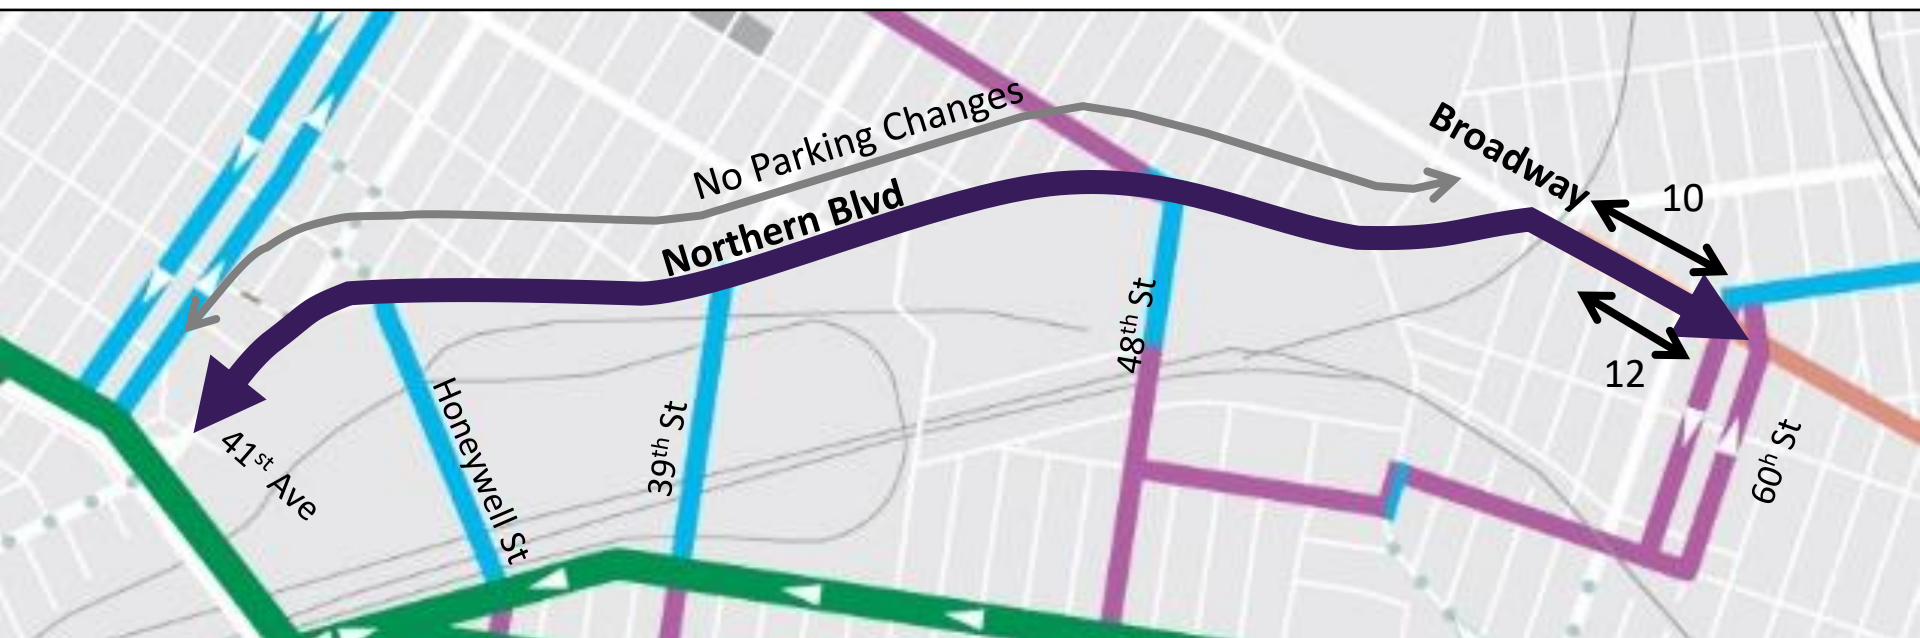 No Parking Changes
Northern Blvd
Broadway
10
12
48th St
39th St
Honeywell St
41st Ave
60h St